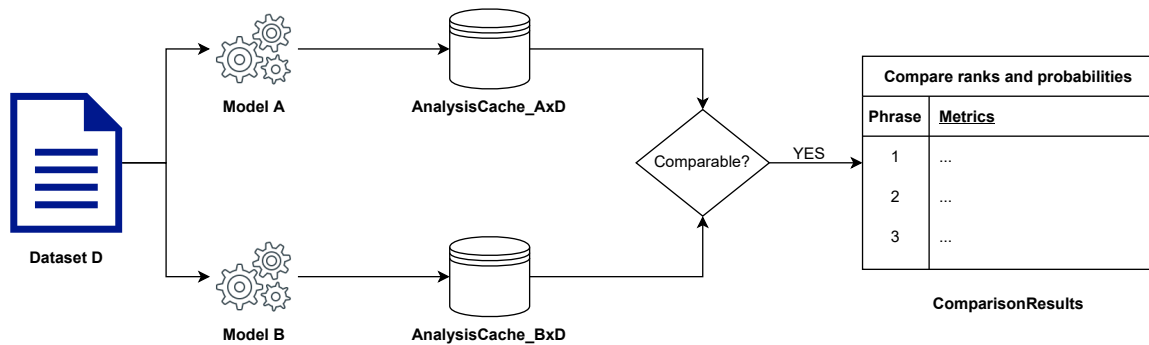 Dataset D
Model A
AnalysisCache_AxD
Model B
AnalysisCache_BxD
Comparable?
YES
Compare ranks and probabilities
Phrase Metrics
1 ...
2 ...
3 ...
ComparisonResults